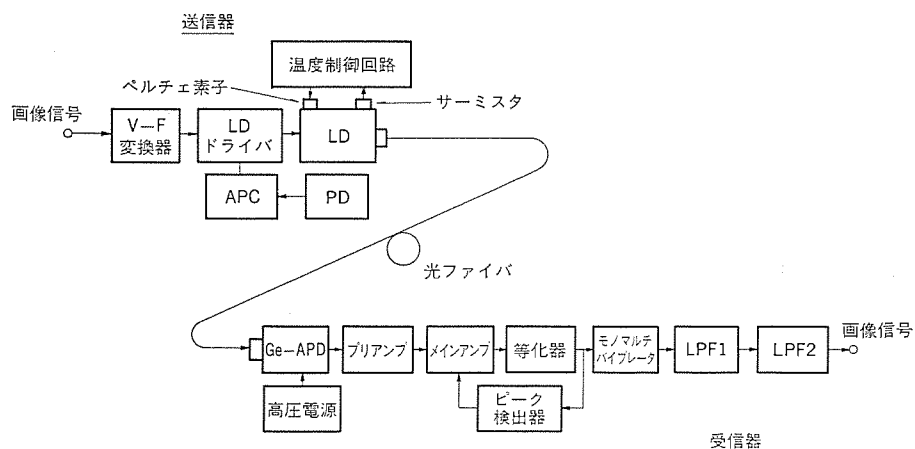 送信器
温度制御回路
ペルチェ素子
サーミスタ
画像信号
V－F
変換器
LD
ドライバ
LD
APC
PD
光ファイバ
Ge－APD
プリアンプ
メインアンプ
等化器
モノマルチ
バイブレータ
LPF1
LPF2
画像信号
高圧電源
ピーク
検出器
受信器